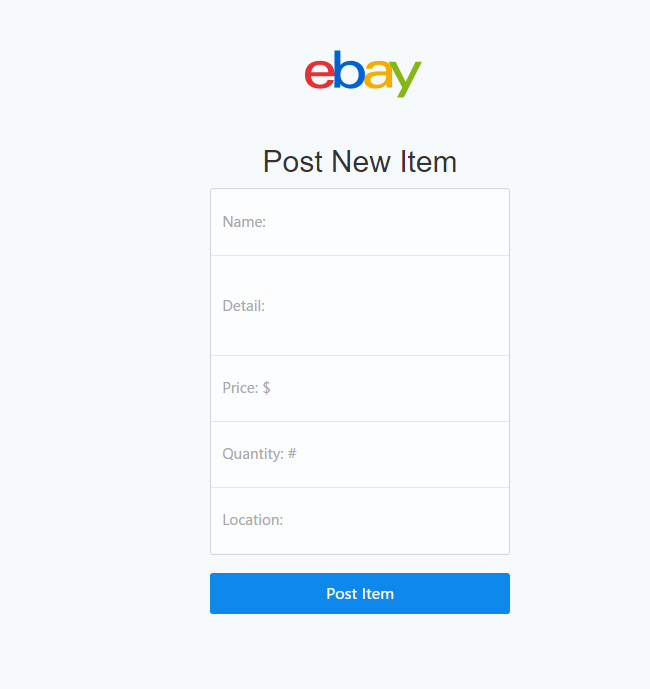 ebay
Post New Item
Name:
Detail:
Price: $
Quantity: #
Location:
Post Item